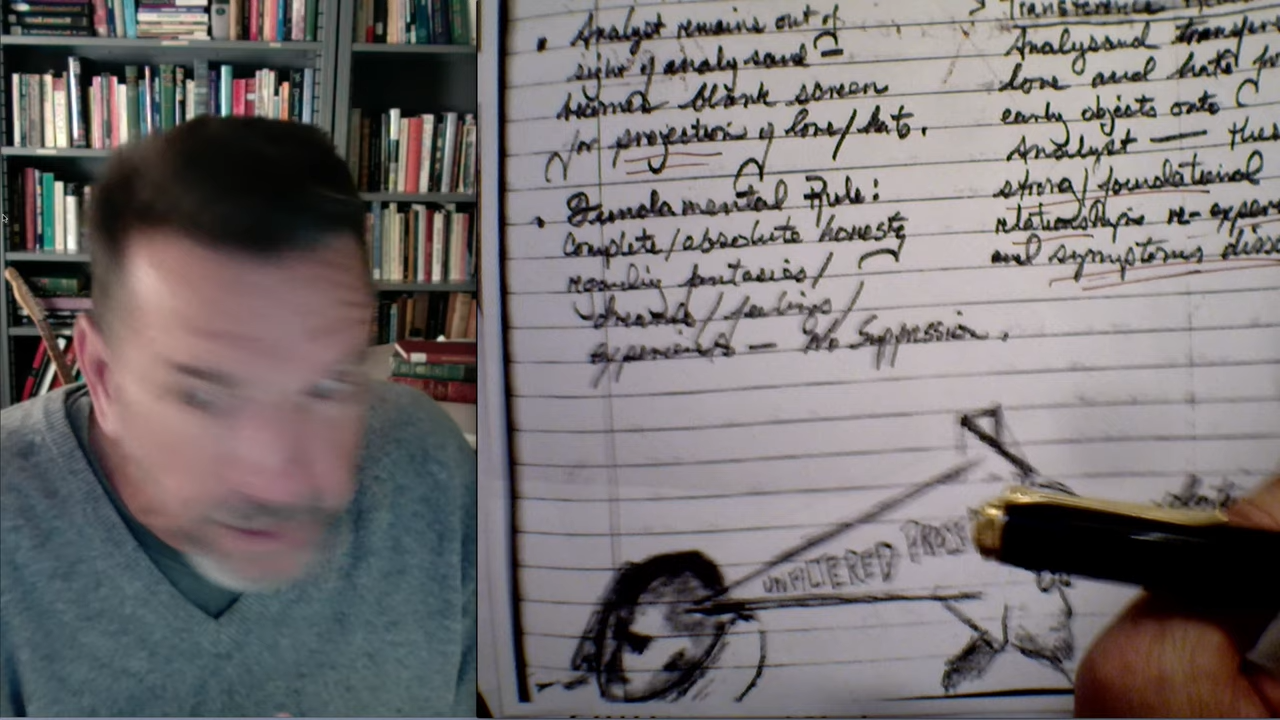 • Analyst remains out of
sight of analysand
becomes blank screen
for projection of love/hate.
• Fundamental Rule:
Complete/absolute honesty
regarding fantasies/
dreams/feelings/
experiences — No Suppression.
> Transference
Analysand transfers
love and hate for
early objects onto
Analyst — these
strong/foundational
relationships re-exper
and symptoms disso
UNFILTERED PROJ